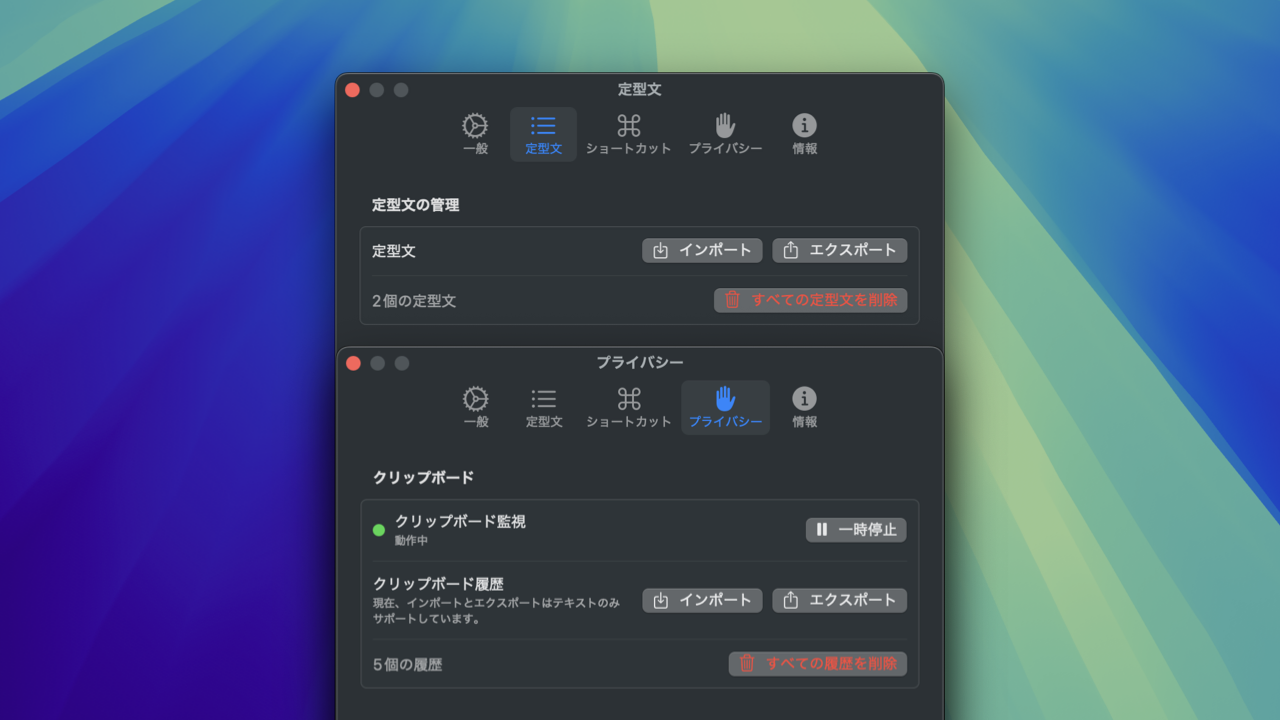 定型文
一般
定型文
ショートカット
プライバシー
情報
定型文の管理
定型文
インポート
エクスポート
2個の定型文
すべての定型文を削除
プライバシー
一般
定型文
ショートカット
プライバシー
情報
クリップボード
クリップボード監視
動作中
一時停止
クリップボード履歴
現在、インポートとエクスポートはテキストのみ
サポートしています。
インポート
エクスポート
5個の履歴
すべての履歴を削除